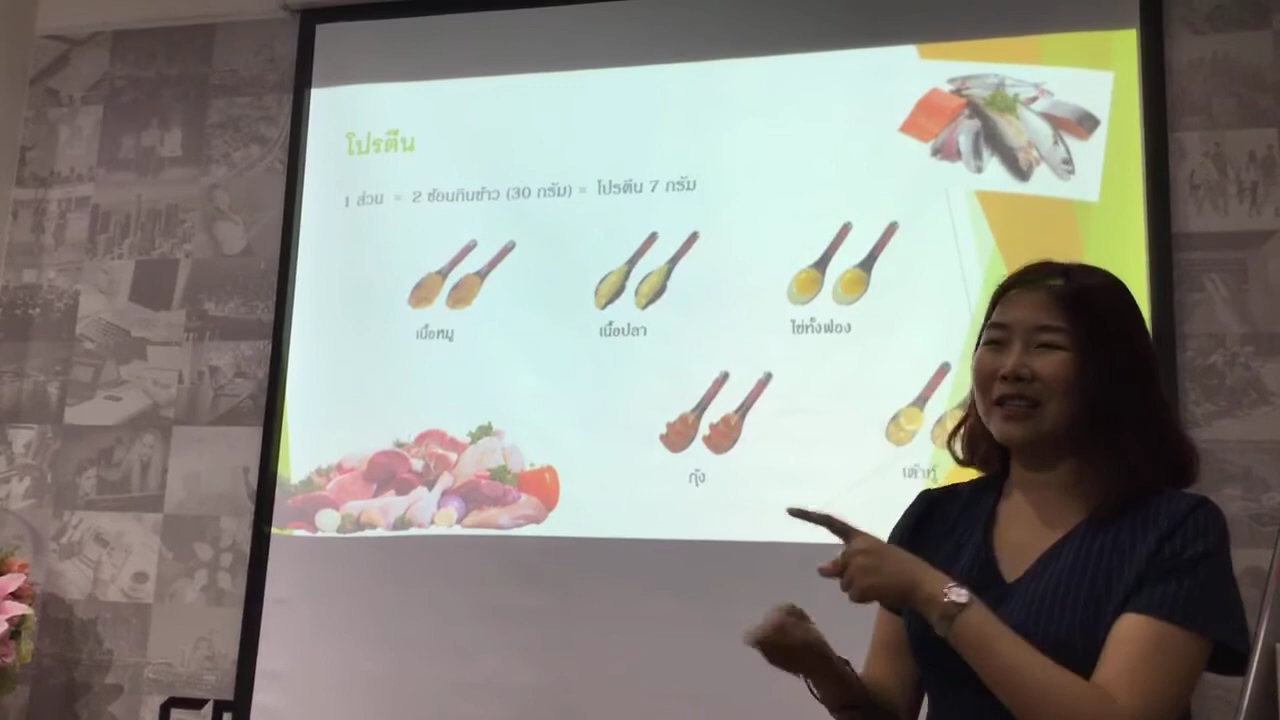 โปรตีน
1 ส่วน = 2 ช้อนกินข้าว (30 กรัม) = โปรตีน 7 กรัม
เนื้อหมู
เนื้อปลา
ไข่ทั้งฟอง
กุ้ง
เต้าหู้